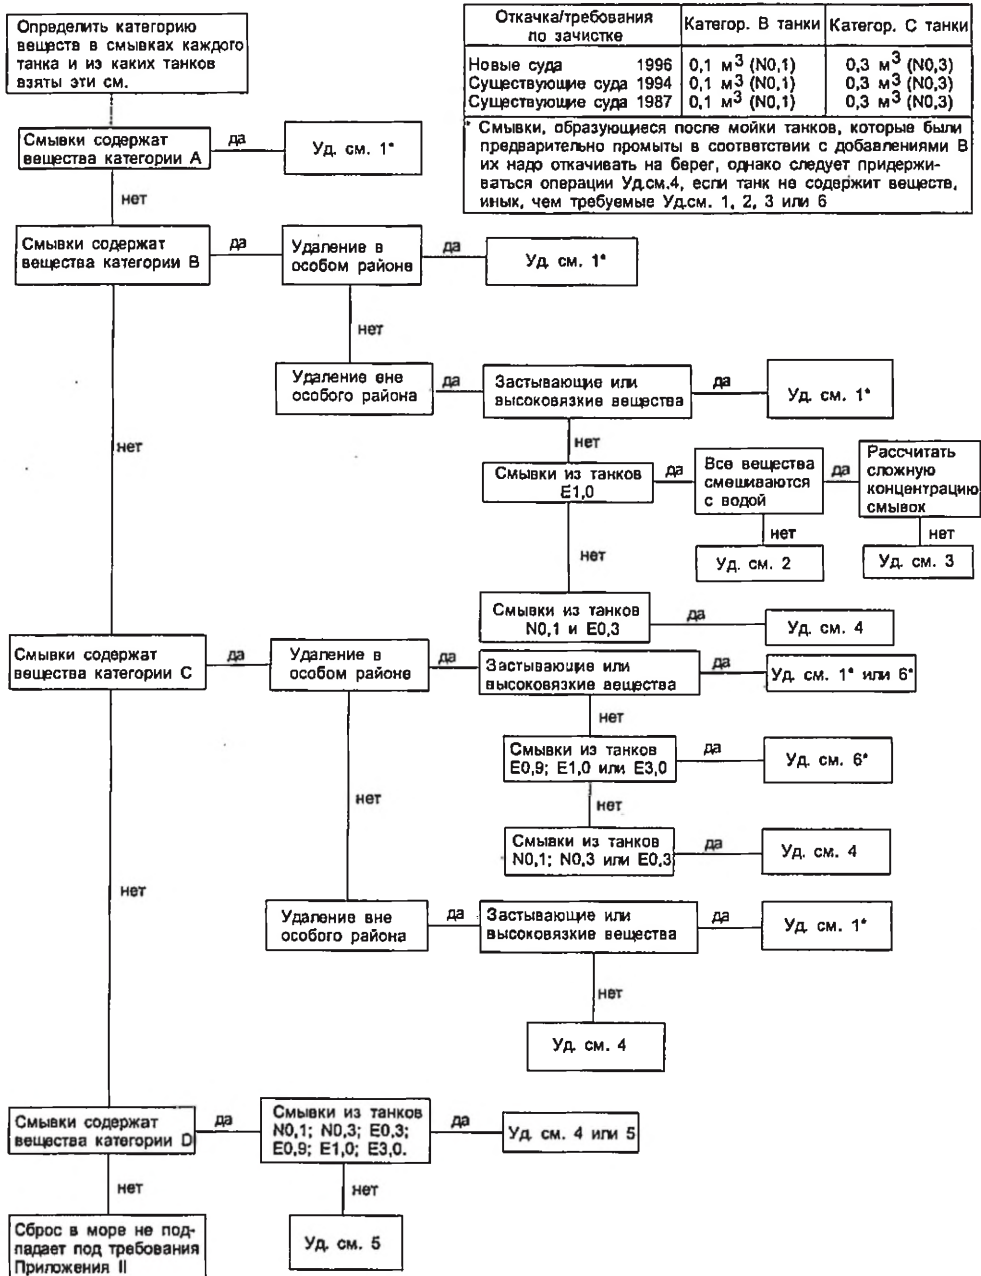 Определить категорию
веществ в смывках каждого
танка и из каких танков
взяты эти см.
Откачка/требования
по зачистке
Категор. В танки
Категор. С танки
Новые суда 1996
0,1 м³ (N0,1)
0,3 м³ (N0,3)
Существующие суда 1994
0,1 м³ (N0,1)
0,3 м³ (N0,3)
Существующие суда 1987
0,1 м³ (N0,1)
0,3 м³ (N0,3)
* Смывки, образующиеся после мойки танков, которые были
предварительно промыты в соответствии с добавлениями В
их надо откачивать на берег, однако следует придержи-
ваться операции Уд.см.4, если танк не содержит веществ,
инык, чем требуемые Уд.см. 1, 2, 3 или 6
Смывки содержат
вещества категории А
да
Уд. см. 1*
нет
Смывки содержат
вещества категории В
да
Удаление в
особом районе
да
Уд. см. 1*
нет
Удаление вне
особого района
да
Застывающие или
высоковязкие вещества
да
Уд. см. 1*
нет
нет
Смывки из танков
E1,0
да
Все вещества
смешиваются
с водой
да
Рассчитать
сложную
концентрацию
смывок
нет
нет
нет
Уд. см. 2
Уд. см. 3
Смывки из танков
N0,1 и E0,3
да
Уд. см. 4
Смывки содержат
вещества категории С
да
Удаление в
особом районе
да
Застывающие или
высоковязкие вещества
да
Уд. см. 1* или 6*
нет
Смывки из танков
E0,9; E1,0 или E3,0
да
Уд. см. 6*
нет
нет
Смывки из танков
N0,1; N0,3 или E0,3
да
Уд. см. 4
нет
Удаление вне
особого района
да
Застывающие или
высоковязкие вещества
да
Уд. см. 1*
нет
Уд. см. 4
Смывки содержат
вещества категории D
да
Смывки из танков
N0,1; N0,3; E0,3;
E0,9; E1,0; E3,0.
да
Уд. см. 4 или 5
нет
нет
Сброс в море не под-
падает под требования
Приложения II
Уд. см. 5